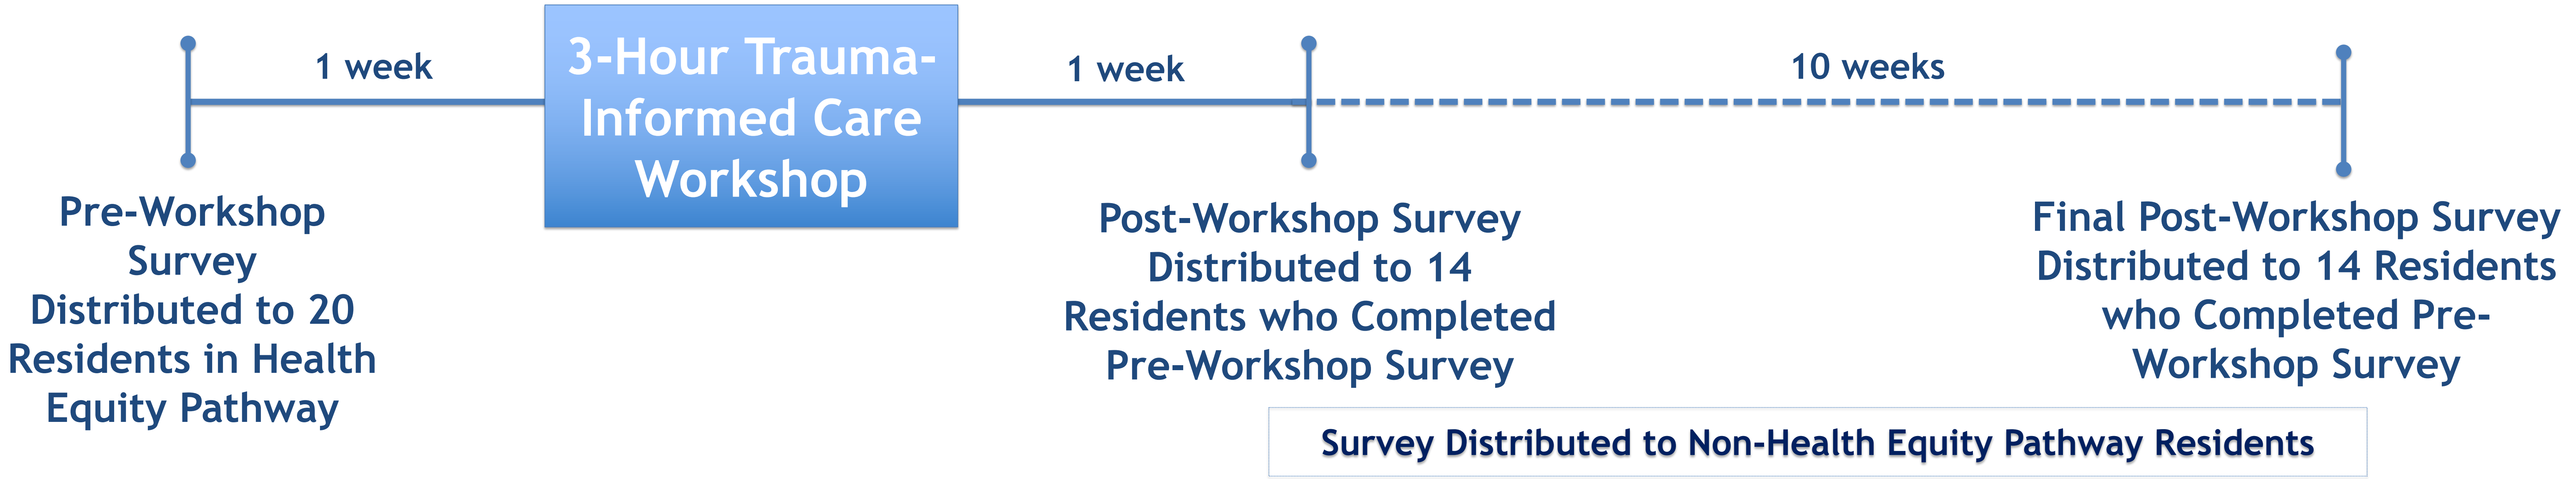 1 week
3-Hour Trauma-
Informed Care
Workshop
1 week
10 weeks
Pre-Workshop
Survey
Distributed to 20
Residents in Health
Equity Pathway
Post-Workshop Survey
Distributed to 14
Residents who Completed
Pre-Workshop Survey
Final Post-Workshop Survey
Distributed to 14 Residents
who Completed Pre-
Workshop Survey
Survey Distributed to Non-Health Equity Pathway Residents